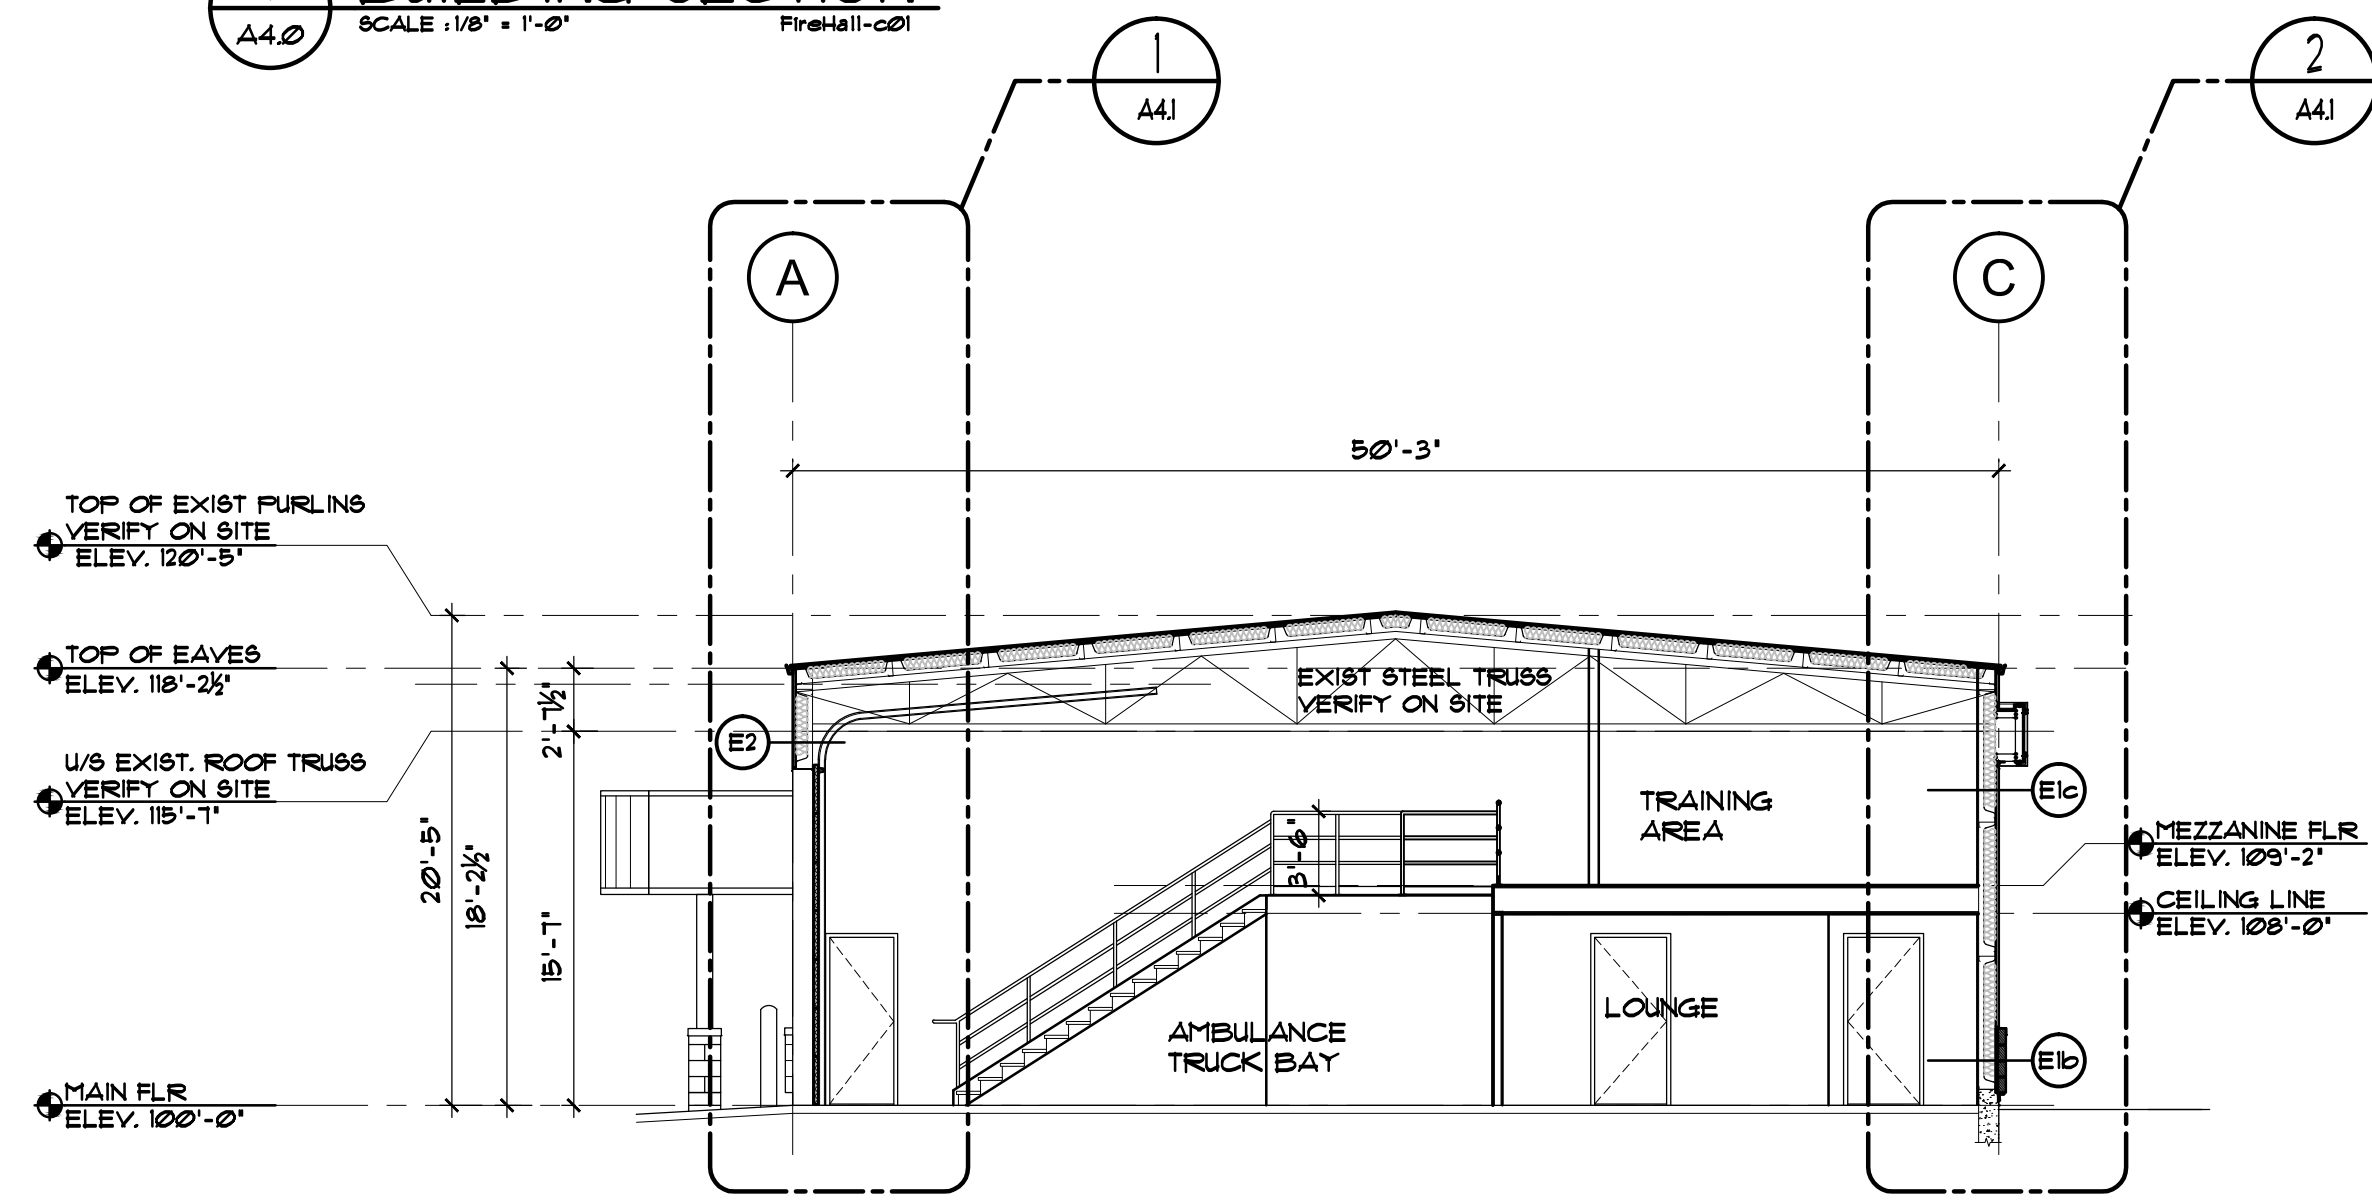 BUILDING SECTION
A4.0
SCALE : 1/8" = 1'-0"
FireHall-c01
1
A4.1
2
A4.1
A
C
50'-3"
TOP OF EXIST PURLINS
VERIFY ON SITE
ELEV. 120'-5"
TOP OF EAVES
ELEV. 118'-2½"
U/S EXIST. ROOF TRUSS
VERIFY ON SITE
ELEV. 115'-7"
20'-5"
18'-2½"
2'-7½"
15'-7"
E2
EXIST STEEL TRUSS
VERIFY ON SITE
3'-6"
TRAINING
AREA
E1c
MEZZANINE FLR
ELEV. 109'-2"
CEILING LINE
ELEV. 108'-0"
LOUNGE
AMBULANCE
TRUCK BAY
E1b
MAIN FLR
ELEV. 100'-0"